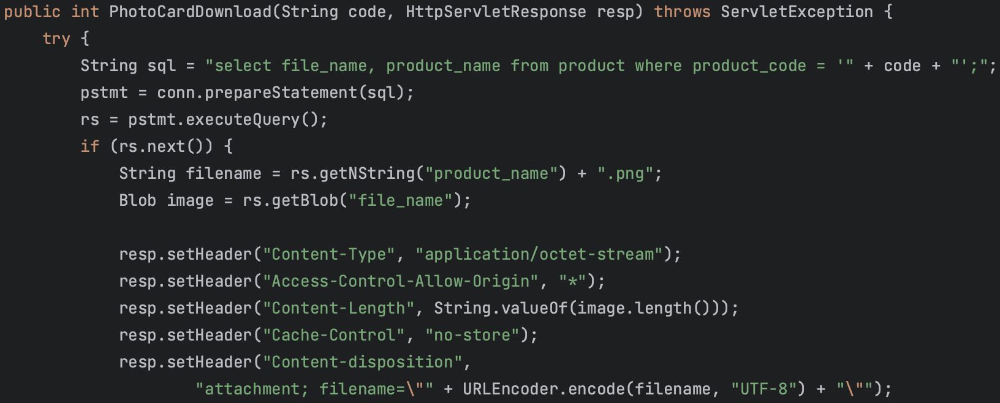 public int PhotoCardDownload(String code, HttpServletResponse resp) throws ServletException {
    try {
        String sql = "select file_name, product_name from product where product_code = '" + code + "';";
        pstmt = conn.prepareStatement(sql);
        rs = pstmt.executeQuery();
        if (rs.next()) {
            String filename = rs.getNString("product_name") + ".png";
            Blob image = rs.getBlob("file_name");

            resp.setHeader("Content-Type", "application/octet-stream");
            resp.setHeader("Access-Control-Allow-Origin", "*");
            resp.setHeader("Content-Length", String.valueOf(image.length()));
            resp.setHeader("Cache-Control", "no-store");
            resp.setHeader("Content-disposition",
                    "attachment; filename=\"" + URLEncoder.encode(filename, "UTF-8") + "\"");